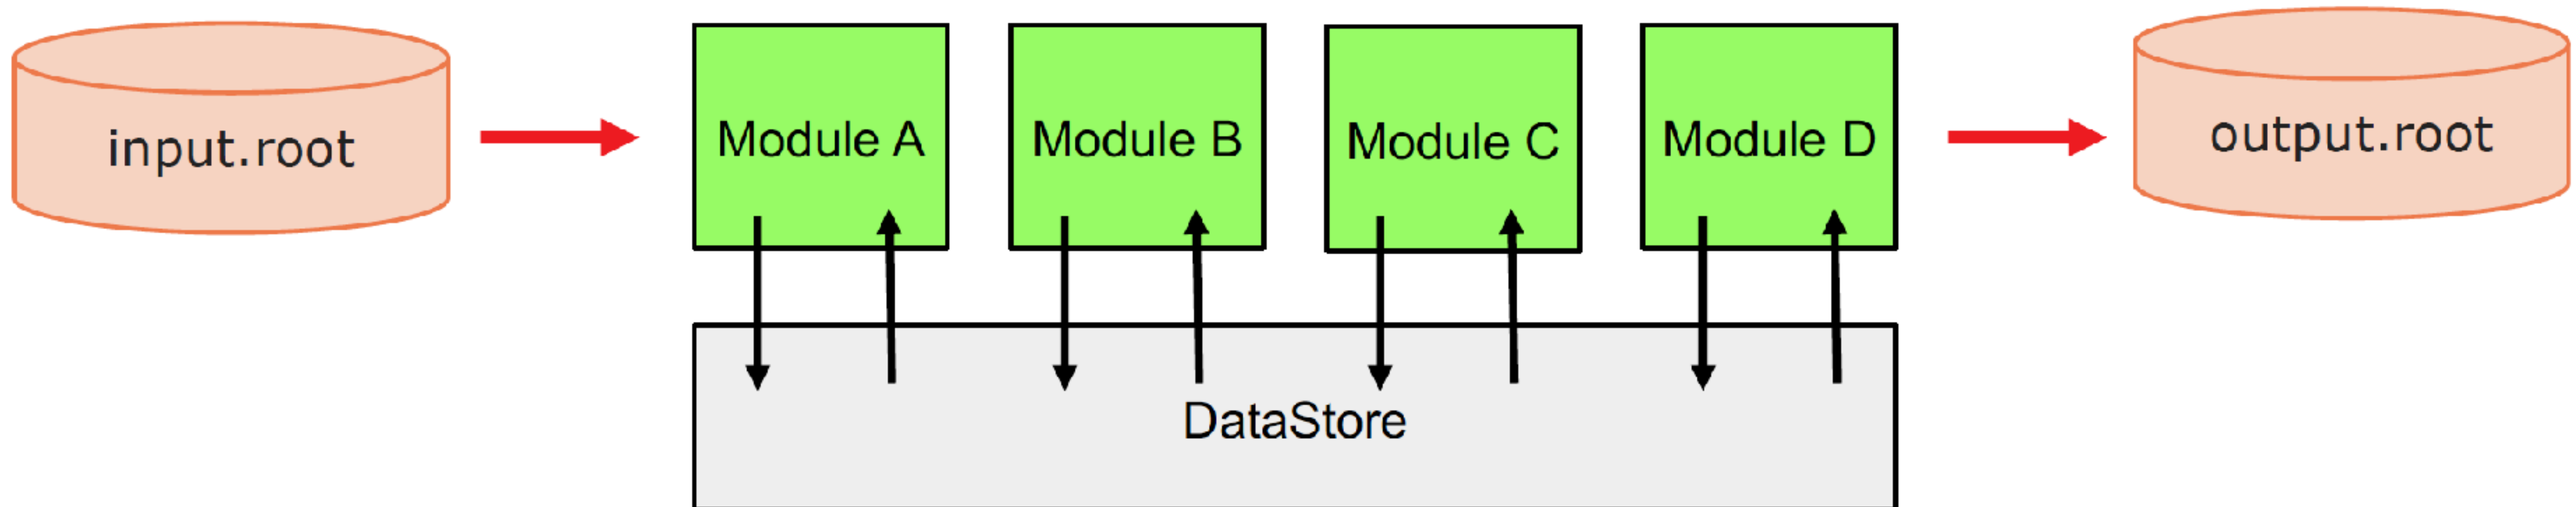 input.root
Module A
Module B
Module C
Module D
output.root
DataStore